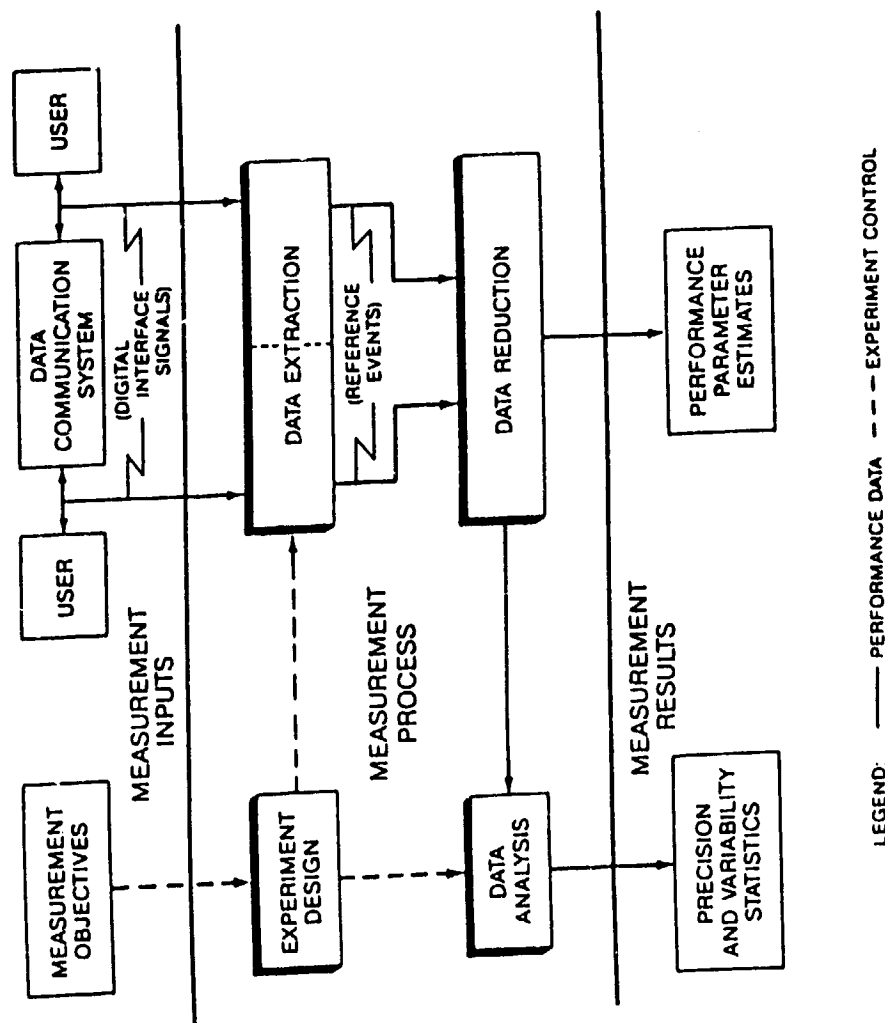 MEASUREMENT
OBJECTIVES
USER
DATA
COMMUNICATION
SYSTEM
USER
(DIGITAL
INTERFACE
SIGNALS)
MEASUREMENT
INPUTS
EXPERIMENT
DESIGN
DATA EXTRACTION
(REFERENCE
EVENTS)
MEASUREMENT
PROCESS
DATA
ANALYSIS
DATA REDUCTION
MEASUREMENT
RESULTS
PRECISION
AND VARIABILITY
STATISTICS
PERFORMANCE
PARAMETER
ESTIMATES
LEGEND: —— PERFORMANCE DATA – – – EXPERIMENT CONTROL